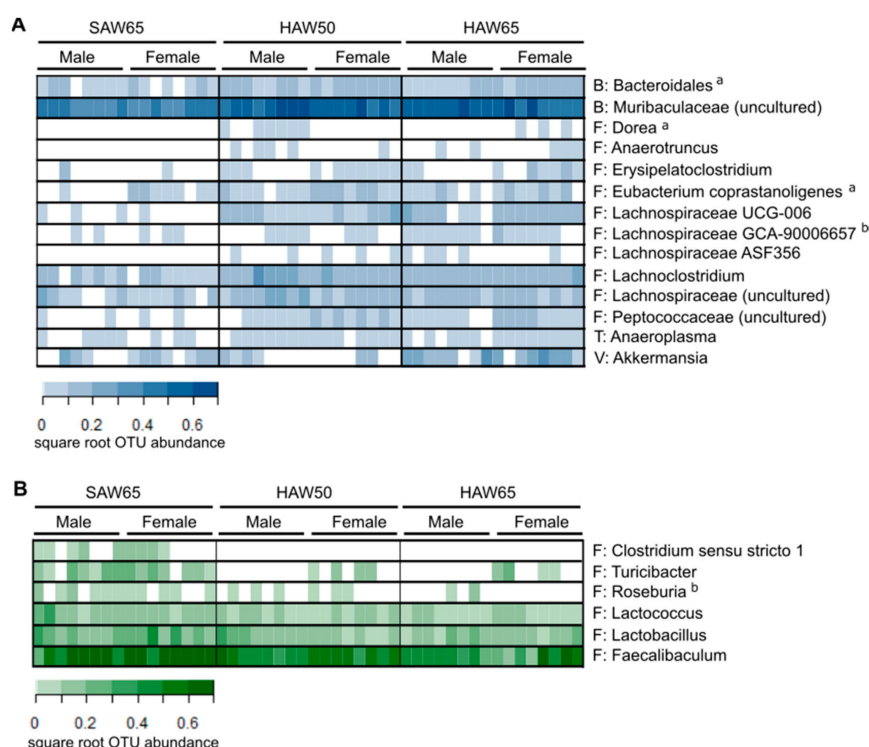 A
SAW65 HAW50 HAW65
Male Female Male Female Male Female
B: Bacteroidales a
B: Muribaculaceae (uncultured)
F: Dorea a
F: Anaerotruncus
F: Erysipelatoclostridium
F: Eubacterium coprastanoligenes a
F: Lachnospiraceae UCG-006
F: Lachnospiraceae GCA-90006657 b
F: Lachnospiraceae ASF356
F: Lachnoclostridium
F: Lachnospiraceae (uncultured)
F: Peptococcaceae (uncultured)
T: Anaeroplasma
V: Akkermansia
0 0.2 0.4 0.6
square root OTU abundance
B
SAW65 HAW50 HAW65
Male Female Male Female Male Female
F: Clostridium sensu stricto 1
F: Turicibacter
F: Roseburia b
F: Lactococcus
F: Lactobacillus
F: Faecalibaculum
0 0.2 0.4 0.6
square root OTU abundance